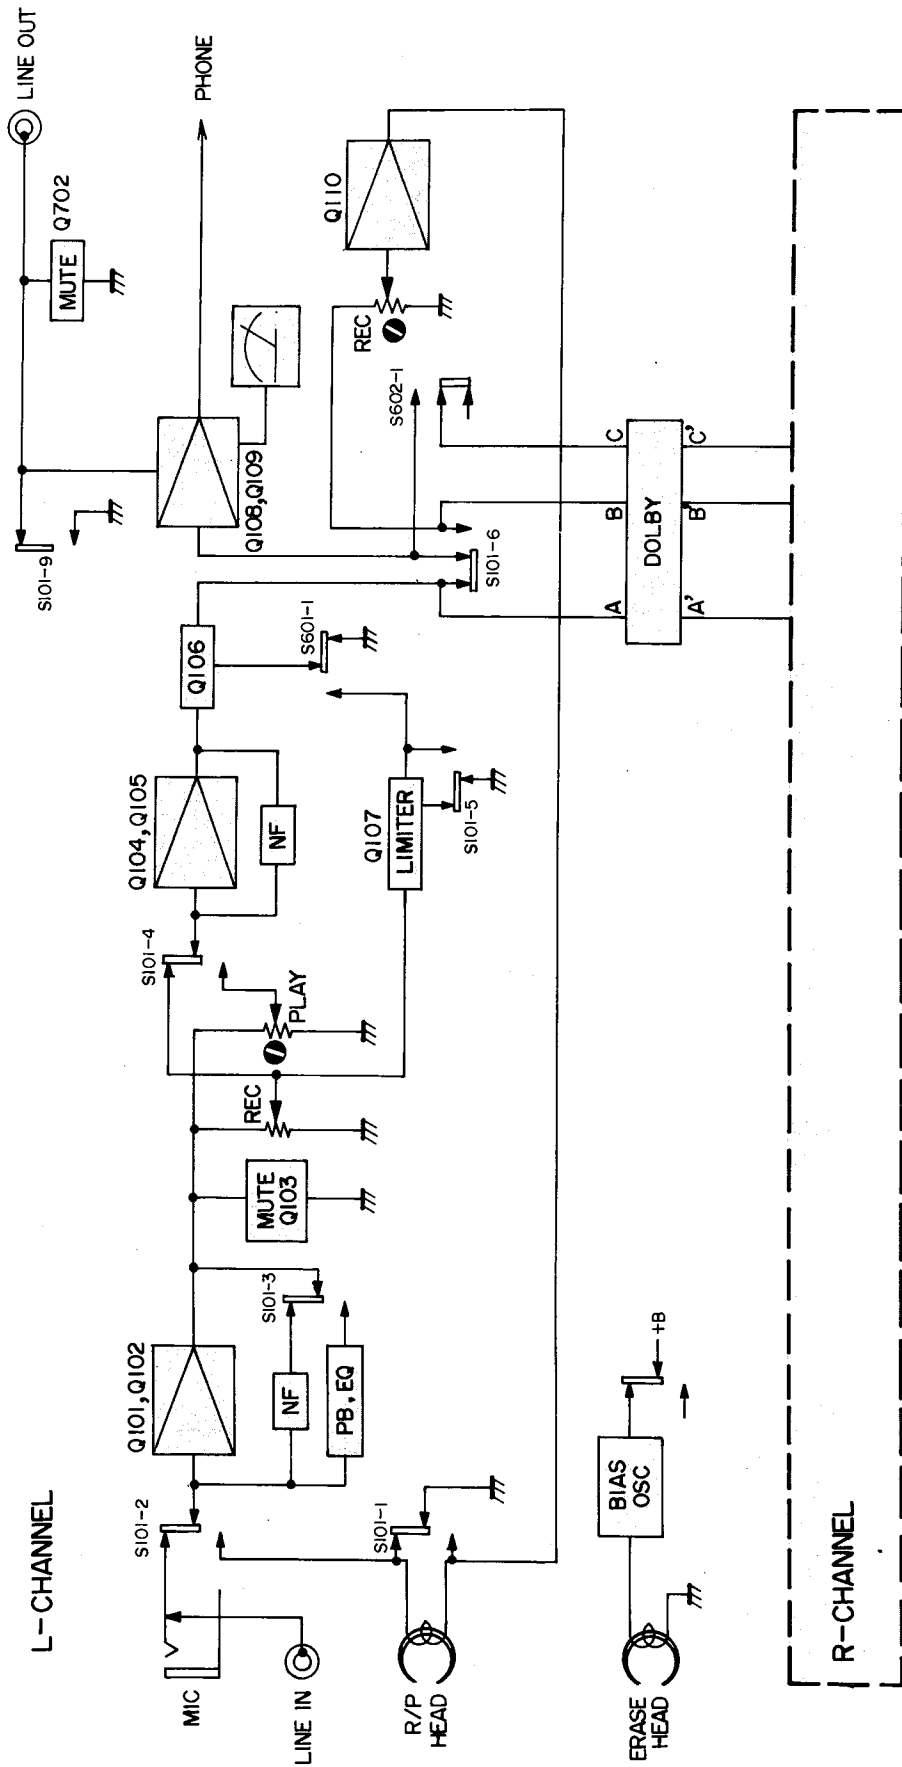 L-CHANNEL
MIC
LINE IN
R/P
HEAD
ERASE
HEAD
S101-2
S101-1
Q101,Q102
NF
PB,EQ
S101-3
BIAS
OSC
+B
MUTE
Q103
REC
PLAY
S101-4
Q104,Q105
NF
Q107
LIMITER
S101-5
Q106
S601-1
S101-9
Q108,Q109
MUTE
Q702
LINE OUT
PHONE
S101-6
S602-1
REC
Q110
A
B
C
DOLBY
A'
B'
C'
R-CHANNEL